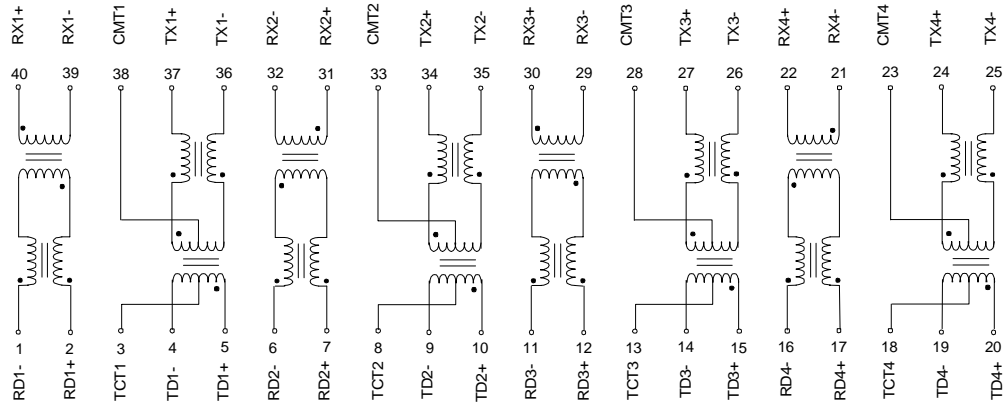 RX1+ RX1- CMT1 TX1+ TX1- RX2- RX2+ CMT2 TX2+ TX2- RX3+ RX3- CMT3 TX3+ TX3- RX4+ RX4- CMT4 TX4+ TX4-
40 39 38 37 36 32 31 33 34 35 30 29 28 27 26 22 21 23 24 25
1 2 3 4 5 6 7 8 9 10 11 12 13 14 15 16 17 18 19 20
RD1- RD1+ TCT1 TD1- TD1+ RD2- RD2+ TCT2 TD2- TD2+ RD3- RD3+ TCT3 TD3- TD3+ RD4- RD4+ TCT4 TD4- TD4+